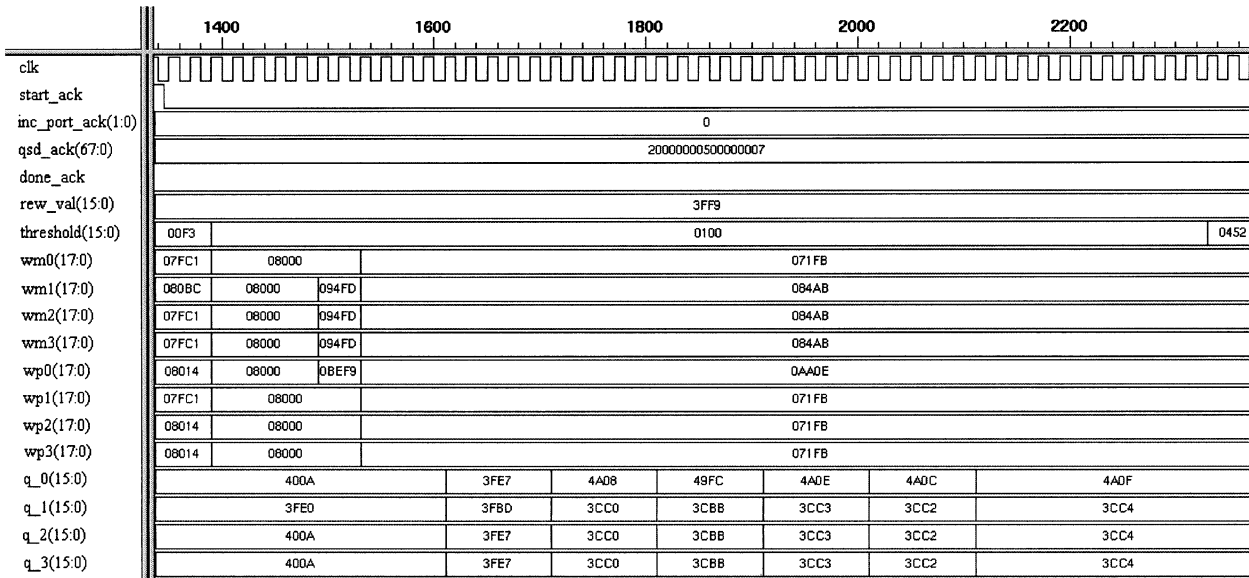 1400 1600 1800 2000 2200
clk
start_ack
inc_port_ack(1:0) 0
qsd_ack(67:0) 20000000500000007
done_ack
rew_val(15:0) 3FF9
threshold(15:0) 00F3 0100 0452
wm0(17:0) 07FC1 08000 071FB
wm1(17:0) 080BC 08000 094FD 084AB
wm2(17:0) 07FC1 08000 094FD 084AB
wm3(17:0) 07FC1 08000 094FD 084AB
wp0(17:0) 08014 08000 0BEF9 0AA0E
wp1(17:0) 07FC1 08000 071FB
wp2(17:0) 08014 08000 071FB
wp3(17:0) 08014 08000 071FB
q_0(15:0) 400A 3FE7 4A08 49FC 4A0E 4A0C 4A0F
q_1(15:0) 3FE0 3FBD 3CC0 3CBB 3CC3 3CC2 3CC4
q_2(15:0) 400A 3FE7 3CC0 3CBB 3CC3 3CC2 3CC4
q_3(15:0) 400A 3FE7 3CC0 3CBB 3CC3 3CC2 3CC4